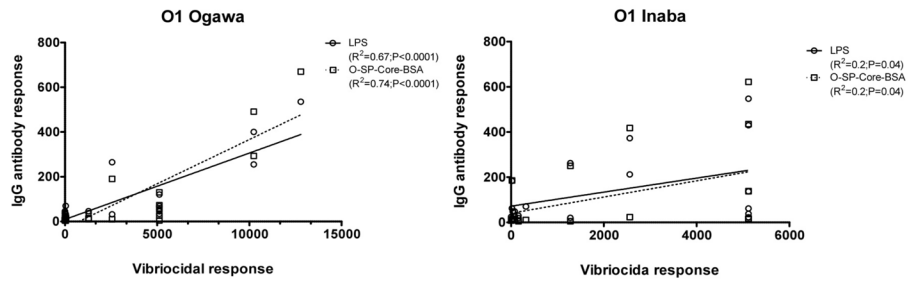 O1 Ogawa
800
600
400
200
0
0
5000
10000
15000
IgG antibody response
Vibriocidal response
LPS
(R²=0.67;P<0.0001)
O-SP-Core-BSA
(R²=0.74;P<0.0001)
O1 Inaba
800
600
400
200
0
0
2000
4000
6000
IgG antibody response
Vibriocida response
LPS
(R²=0.2;P=0.04)
O-SP-Core-BSA
(R²=0.2;P=0.04)